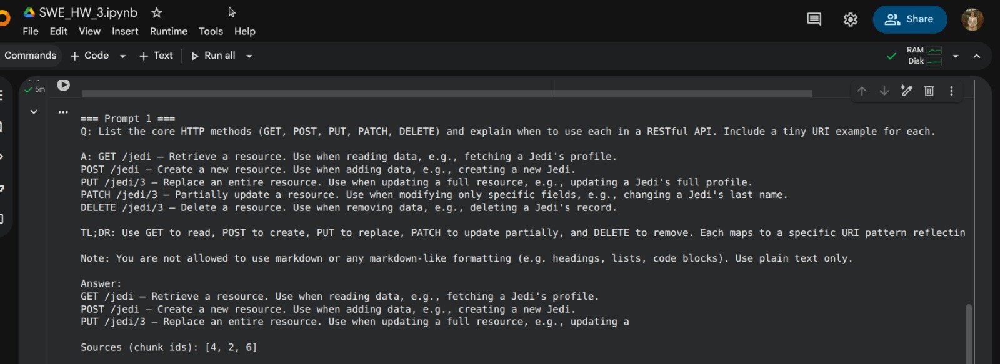 SWE_HW_3.ipynb
File Edit View Insert Runtime Tools Help
Share
Commands + Code + Text Run all
RAM
Disk
5m
=== Prompt 1 ===
Q: List the core HTTP methods (GET, POST, PUT, PATCH, DELETE) and explain when to use each in a RESTful API. Include a tiny URI example for each.
A: GET /jedi — Retrieve a resource. Use when reading data, e.g., fetching a Jedi's profile.
POST /jedi — Create a new resource. Use when adding data, e.g., creating a new Jedi.
PUT /jedi/3 — Replace an entire resource. Use when updating a full resource, e.g., updating a Jedi's full profile.
PATCH /jedi/3 — Partially update a resource. Use when modifying only specific fields, e.g., changing a Jedi's last name.
DELETE /jedi/3 — Delete a resource. Use when removing data, e.g., deleting a Jedi's record.
TL;DR: Use GET to read, POST to create, PUT to replace, PATCH to update partially, and DELETE to remove. Each maps to a specific URI pattern reflectin
Note: You are not allowed to use markdown or any markdown-like formatting (e.g. headings, lists, code blocks). Use plain text only.
Answer:
GET /jedi — Retrieve a resource. Use when reading data, e.g., fetching a Jedi's profile.
POST /jedi — Create a new resource. Use when adding data, e.g., creating a new Jedi.
PUT /jedi/3 — Replace an entire resource. Use when updating a full resource, e.g., updating a
Sources (chunk ids): [4, 2, 6]